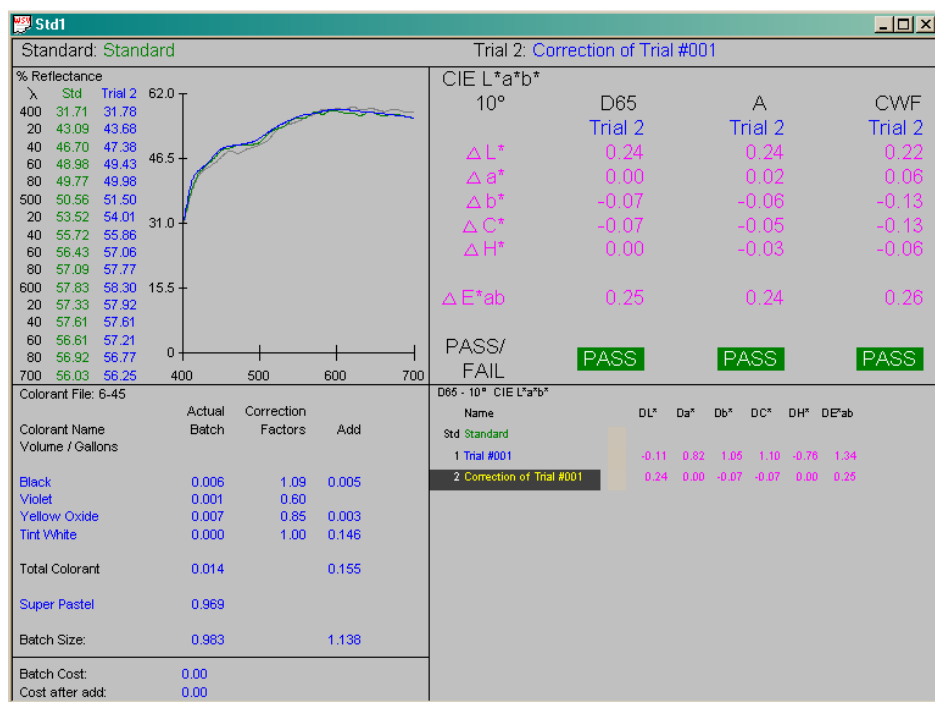 Std1
Standard: Standard
Trial 2: Correction of Trial #001
% Reflectance
λ Std Trial 2
400 31.71 31.78
20 43.09 43.68
40 46.70 47.38
60 48.98 49.43
80 49.77 49.98
500 50.56 51.50
20 53.52 54.01
40 55.72 55.86
60 56.43 57.06
80 57.09 57.77
600 57.83 58.30
20 57.33 57.92
40 57.61 57.61
60 56.61 57.21
80 56.92 56.77
700 56.03 56.25
62.0
46.5
31.0
15.5
0
400 500 600 700
CIE L*a*b*
10° D65 A CWF
Trial 2 Trial 2 Trial 2
△ L* 0.24 0.24 0.22
△ a* 0.00 0.02 0.06
△ b* -0.07 -0.06 -0.13
△ C* -0.07 -0.05 -0.13
△ H* 0.00 -0.03 -0.06
△ E*ab 0.25 0.24 0.26
PASS/ PASS PASS PASS
FAIL
Colorant File: 6-45
Actual Correction
Colorant Name Batch Factors Add
Volume / Gallons
Black 0.006 1.09 0.005
Violet 0.001 0.60
Yellow Oxide 0.007 0.85 0.003
Tint White 0.000 1.00 0.146
Total Colorant 0.014 0.155
Super Pastel 0.969
Batch Size: 0.983 1.138
Batch Cost: 0.00
Cost after add: 0.00
D65 - 10° CIE L*a*b*
Name DL* Da* Db* DC* DH* DE*ab
Std Standard
1 Trial #001 -0.11 0.82 1.05 1.10 -0.76 1.34
2 Correction of Trial #001 0.24 0.00 -0.07 -0.07 0.00 0.25